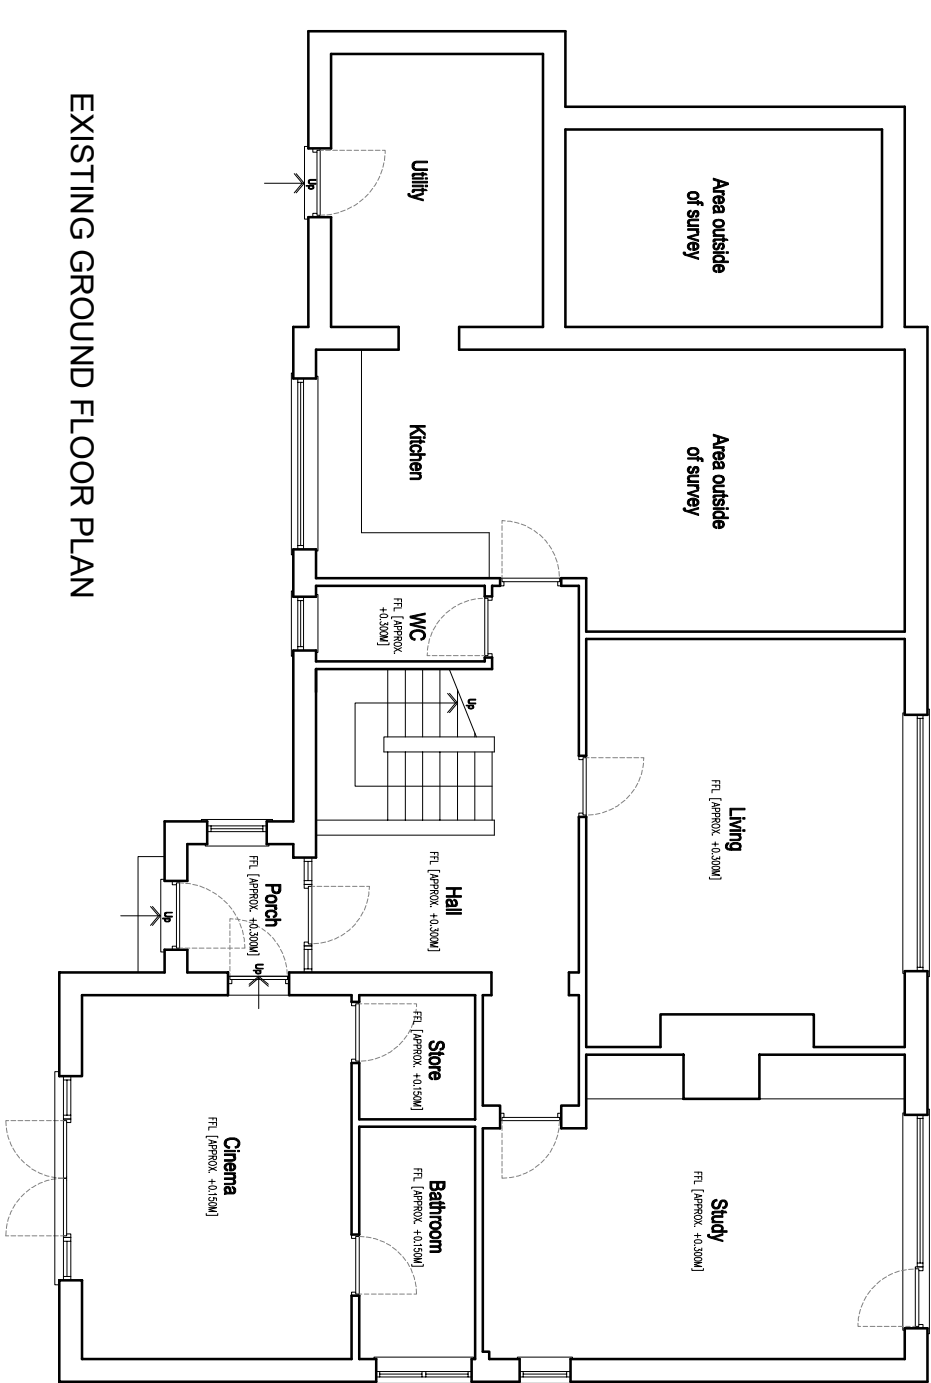 Area outside
of survey
Area outside
of survey
Living
FFL [APPROX. +0.300M]
Study
FFL [APPROX. +0.300M]
Utility
Up
Kitchen
WC
FFL [APPROX.
+0.300M]
Up
Hall
FFL [APPROX. +0.300M]
Store
FFL [APPROX. +0.150M]
Bathroom
FFL [APPROX. +0.150M]
Porch
FFL [APPROX. +0.300M]
Up
Up
Cinema
FFL [APPROX. +0.150M]
EXISTING GROUND FLOOR PLAN